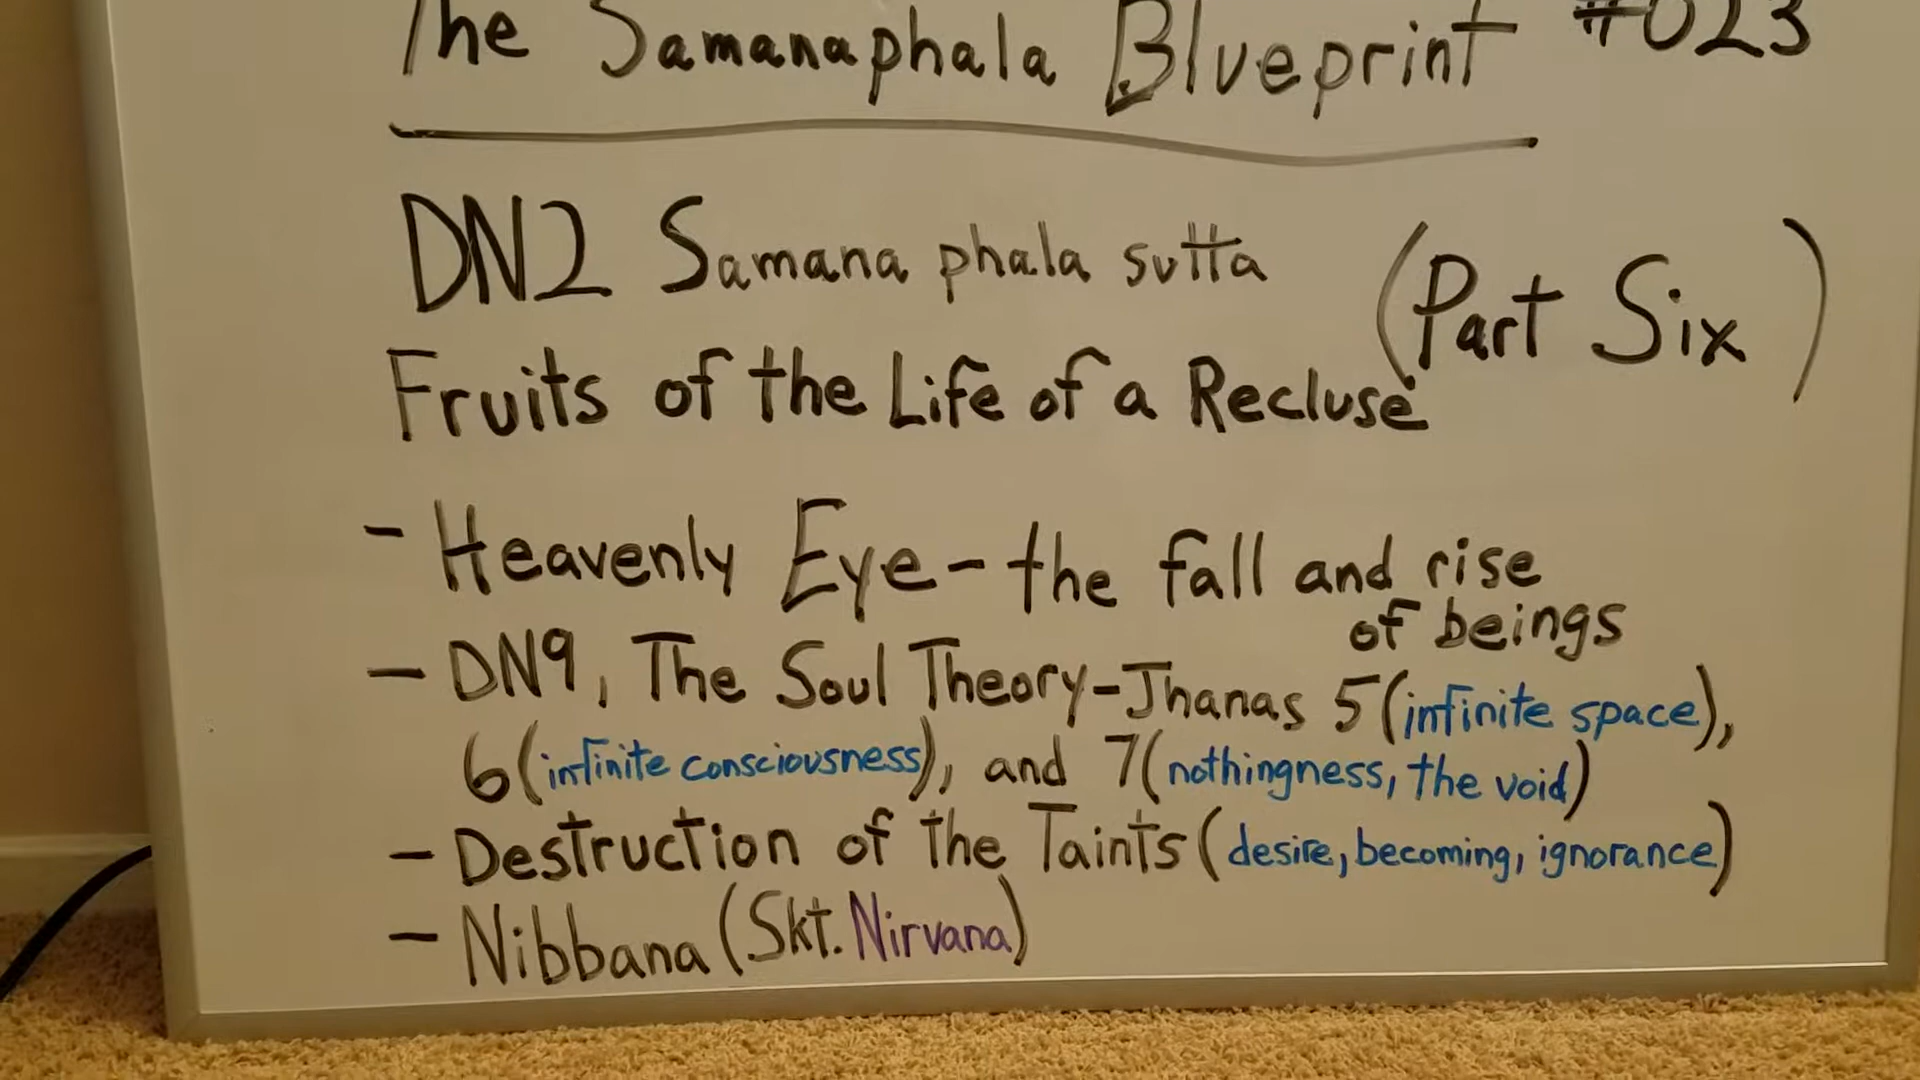 The Samanaphala Blueprint #023
DN2 Samana phala sutta
(Part Six)
Fruits of the Life of a Recluse
- Heavenly Eye - the fall and rise
of beings
- DN9, The Soul Theory - Jhanas 5 (infinite space),
6 (infinite consciousness), and 7 (nothingness, the void)
- Destruction of the Taints (desire, becoming, ignorance)
- Nibbana (Skt. Nirvana)